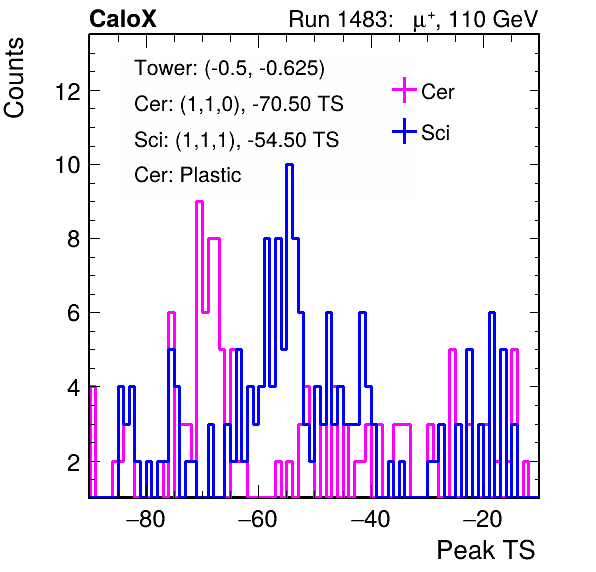 CaloX Run 1483: μ⁺, 110 GeV
Counts
Tower: (-0.5, -0.625)
Cer: (1,1,0), -70.50 TS
Sci: (1,1,1), -54.50 TS
Cer: Plastic
Cer
Sci
12
10
8
6
4
2
−80 −60 −40 −20
Peak TS